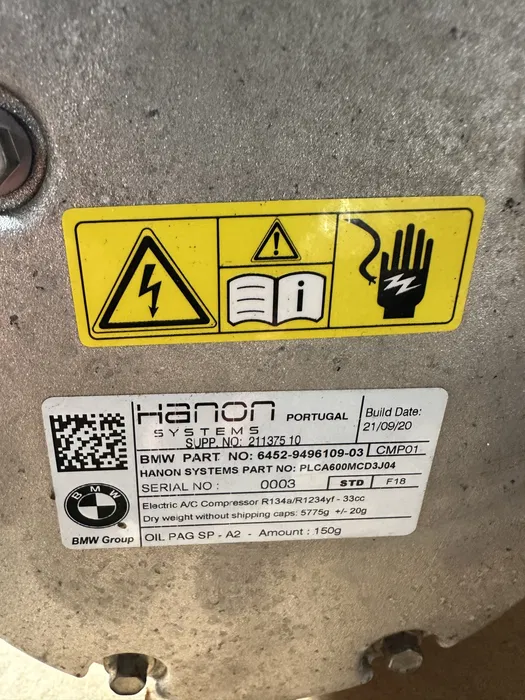 i
Hanon
SYSTEMS
PORTUGAL
Build Date:
21/09/20
SUPP. NO: 211375 10
BMW PART NO: 6452-9496109-03
CMP01
HANON SYSTEMS PART NO: PLCA600MCD3J04
SERIAL NO : 0003 STD F18
Electric A/C Compressor R134a/R1234yf - 33cc
Dry weight without shipping caps: 5775g +/- 20g
OIL PAG SP - A2 - Amount : 150g
BMW
BMW Group